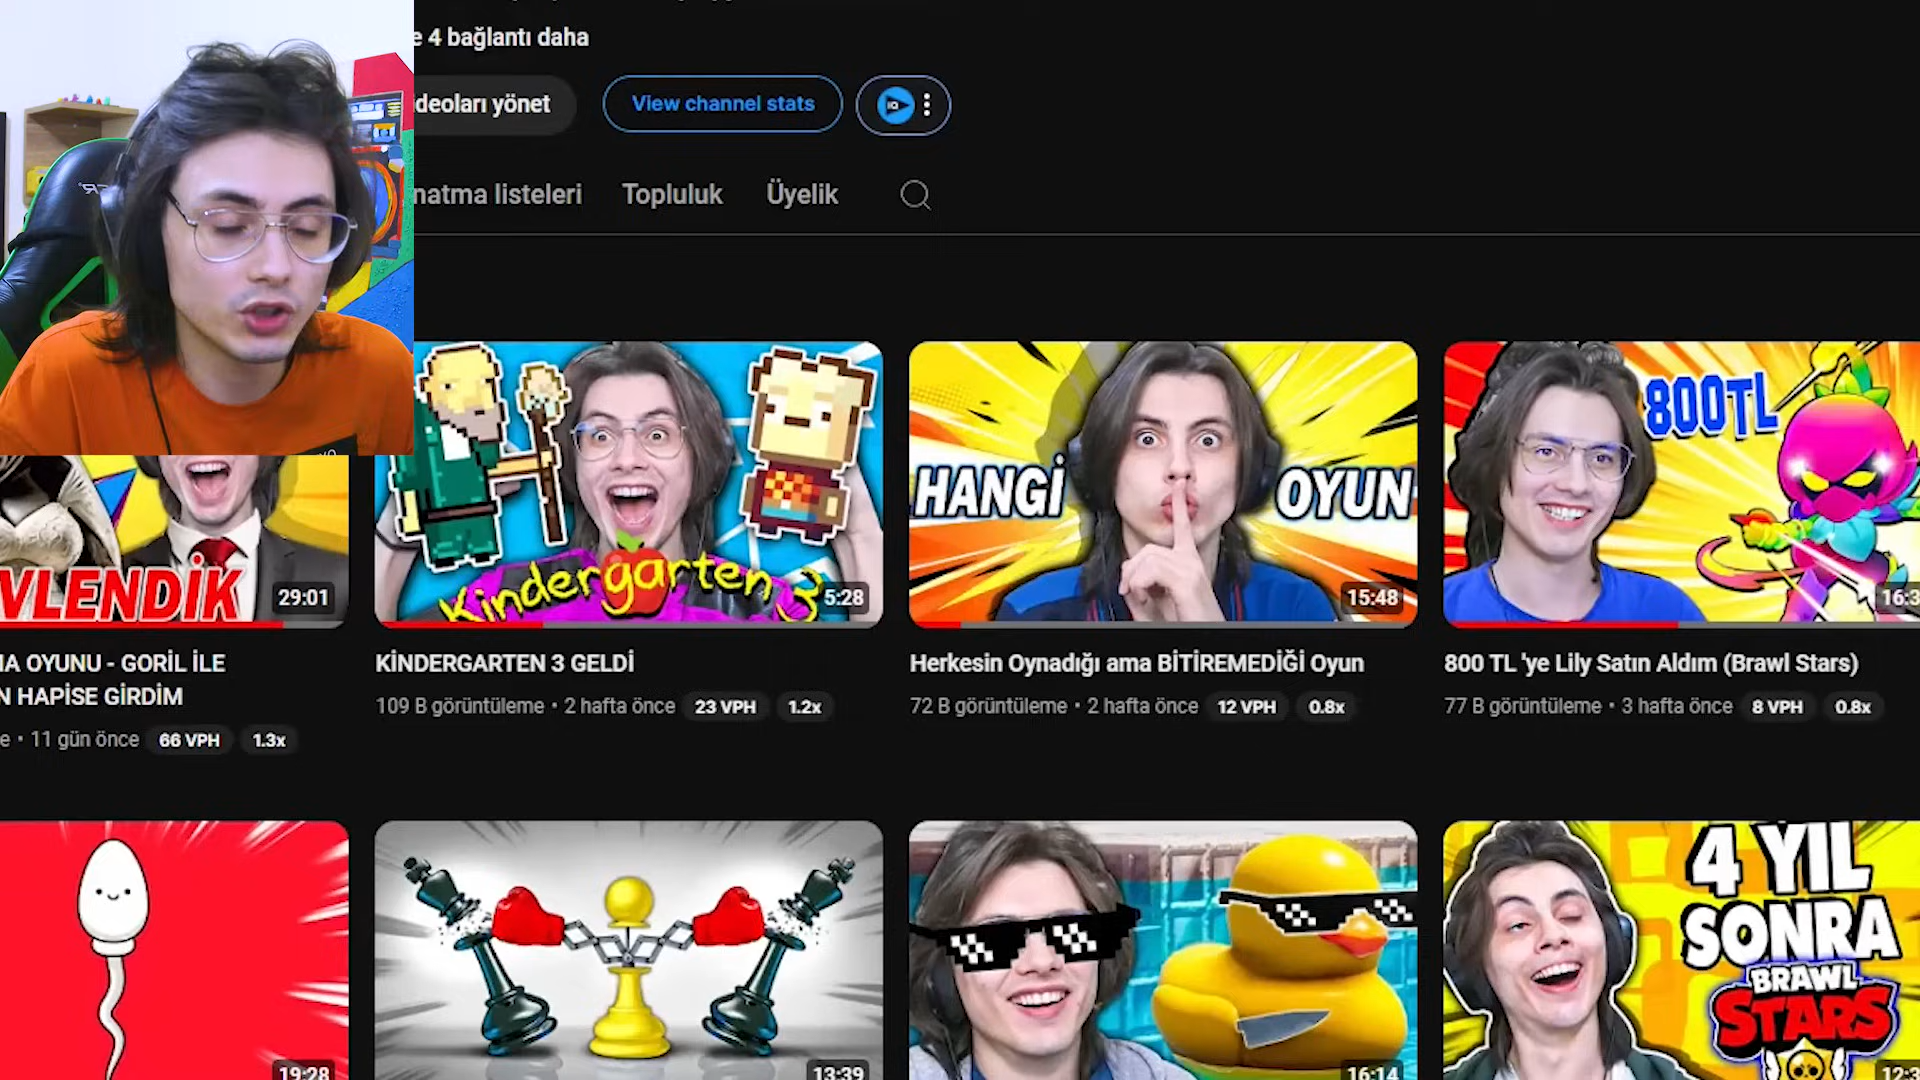 e 4 bağlantı daha
ideoları yönet
View channel stats
natma listeleri
Topluluk
Üyelik
VLENDİK
29:01
Kindergarten 3
5:28
HANGİ OYUN
15:48
800TL
16:3
IA OYUNU - GORİL İLE
N HAPİSE GİRDİM
e • 11 gün önce 66 VPH 1.3x
KİNDERGARTEN 3 GELDİ
109 B görüntüleme • 2 hafta önce 23 VPH 1.2x
Herkesin Oynadığı ama BİTİREMEDİĞİ Oyun
72 B görüntüleme • 2 hafta önce 12 VPH 0.8x
800 TL 'ye Lily Satın Aldım (Brawl Stars)
77 B görüntüleme • 3 hafta önce 8 VPH 0.8x
19:28
13:39
16:14
4 YIL
SONRA
BRAWL
STARS
12:3